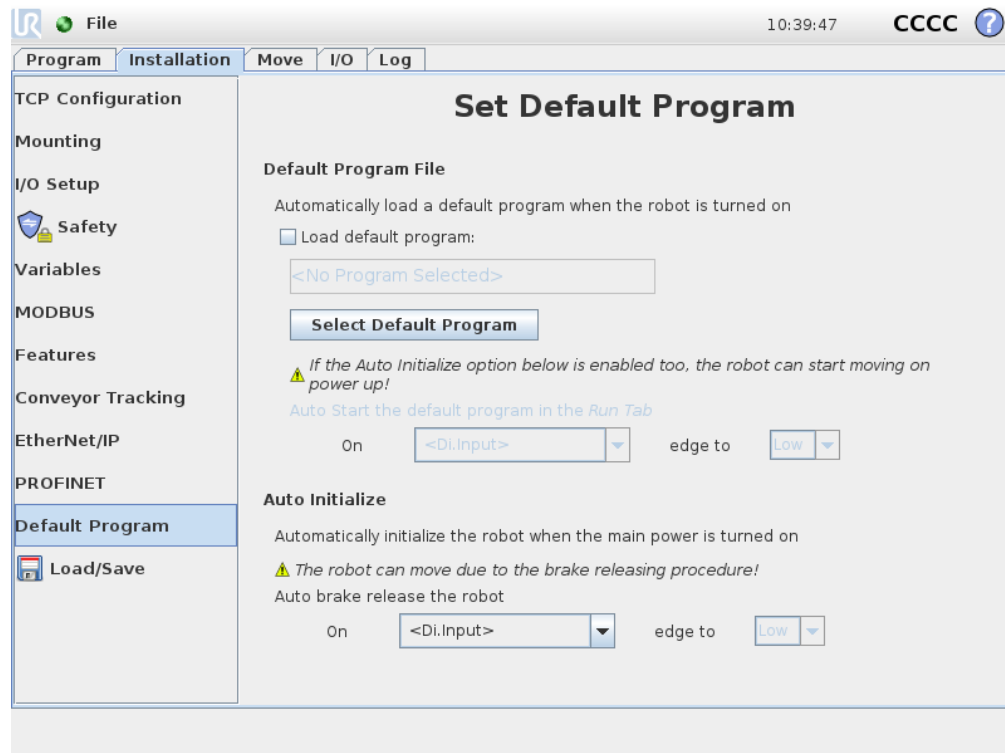 UR File 10:39:47 CCCC ?
Program Installation Move I/O Log
TCP Configuration
Mounting
I/O Setup
Safety
Variables
MODBUS
Features
Conveyor Tracking
EtherNet/IP
PROFINET
Default Program
Load/Save
Set Default Program
Default Program File
Automatically load a default program when the robot is turned on
Load default program:
<No Program Selected>
Select Default Program
If the Auto Initialize option below is enabled too, the robot can start moving on
power up!
Auto Start the default program in the Run Tab
On <Di.Input> edge to Low
Auto Initialize
Automatically initialize the robot when the main power is turned on
The robot can move due to the brake releasing procedure!
Auto brake release the robot
On <Di.Input> edge to Low